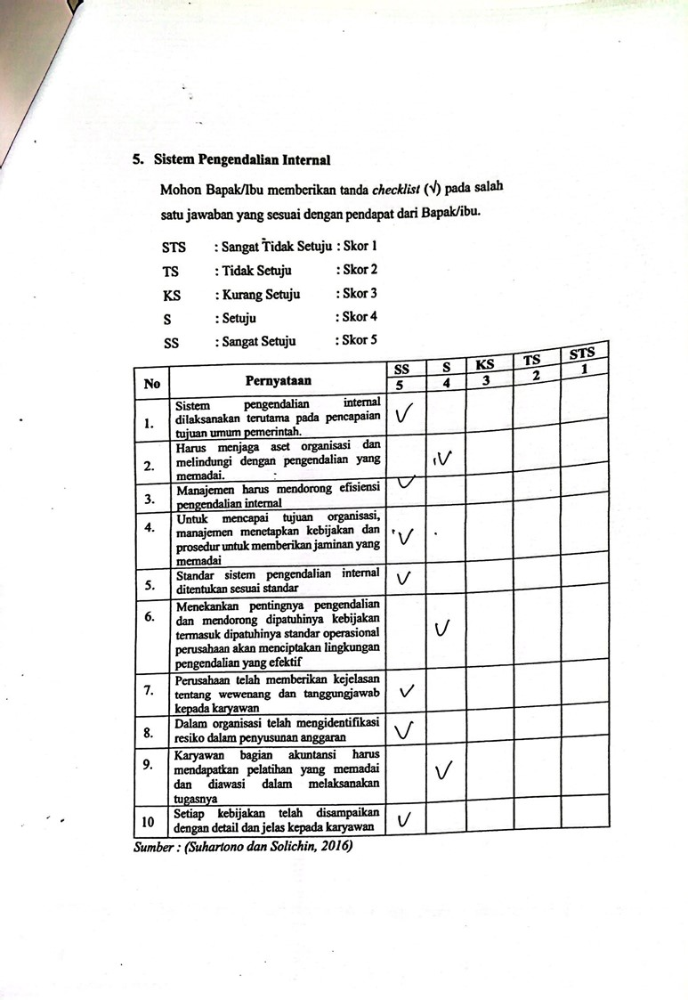 5. Sistem Pengendalian Internal
Mohon Bapak/Ibu memberikan tanda checklist (√) pada salah
satu jawaban yang sesuai dengan pendapat dari Bapak/ibu.
STS : Sangat Tidak Setuju : Skor 1
TS : Tidak Setuju : Skor 2
KS : Kurang Setuju : Skor 3
S : Setuju : Skor 4
SS : Sangat Setuju : Skor 5
No Pernyataan SS S KS TS STS
5 4 3 2 1
1. Sistem pengendalian internal
dilaksanakan terutama pada pencapaian
tujuan umum pemerintah. √
2. Harus menjaga aset organisasi dan
melindungi dengan pengendalian yang
memadai. √
3. Manajemen harus mendorong efisiensi
pengendalian internal √
4. Untuk mencapai tujuan organisasi,
manajemen menetapkan kebijakan dan
prosedur untuk memberikan jaminan yang
memadai √
5. Standar sistem pengendalian internal
ditentukan sesuai standar √
6. Menekankan pentingnya pengendalian
dan mendorong dipatuhinya kebijakan
termasuk dipatuhinya standar operasional
perusahaan akan menciptakan lingkungan
pengendalian yang efektif √
7. Perusahaan telah memberikan kejelasan
tentang wewenang dan tanggungjawab
kepada karyawan √
8. Dalam organisasi telah mengidentifikasi
resiko dalam penyusunan anggaran √
9. Karyawan bagian akuntansi harus
mendapatkan pelatihan yang memadai
dan diawasi dalam melaksanakan
tugasnya √
10 Setiap kebijakan telah disampaikan
dengan detail dan jelas kepada karyawan √
Sumber : (Suhartono dan Solichin, 2016)